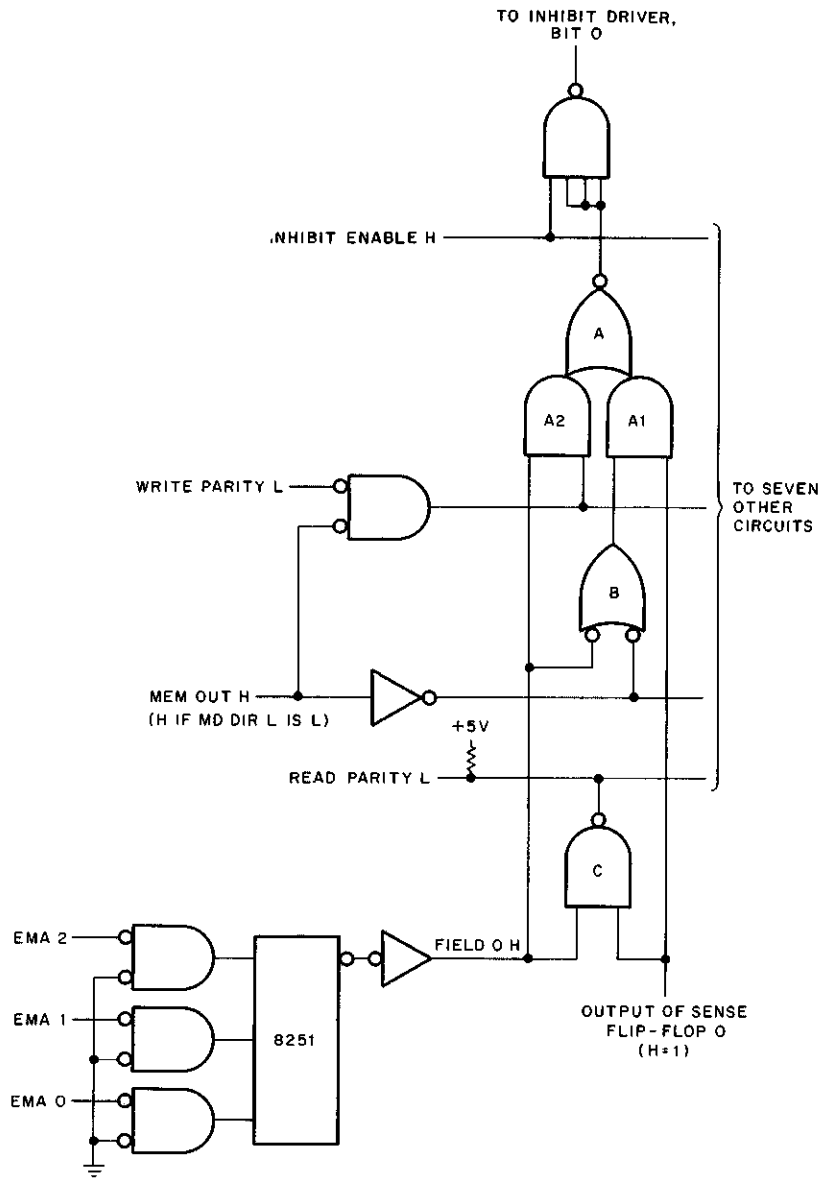 TO INHIBIT DRIVER,
BIT 0
INHIBIT ENABLE H
A
A2
A1
WRITE PARITY L
TO SEVEN
OTHER
CIRCUITS
B
MEM OUT H
(H IF MD DIR L IS L)
+5V
READ PARITY L
C
EMA 2
FIELD 0 H
EMA 1
8251
OUTPUT OF SENSE
FLIP-FLOP 0
(H=1)
EMA 0